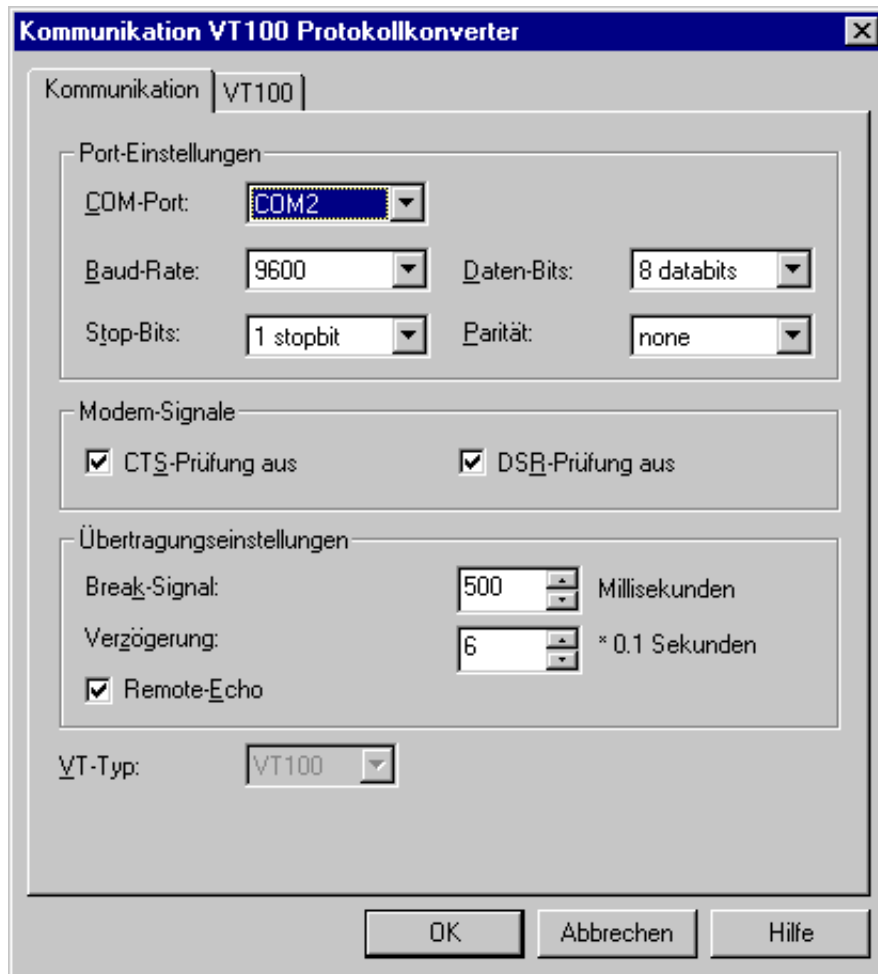 Kommunikation VT100 Protokollkonverter
Kommunikation VT100
Port-Einstellungen
COM-Port: COM2
Baud-Rate: 9600 Daten-Bits: 8 databits
Stop-Bits: 1 stopbit Parität: none
Modem-Signale
CTS-Prüfung aus DSR-Prüfung aus
Übertragungseinstellungen
Break-Signal: 500 Millisekunden
Verzögerung: 6 * 0.1 Sekunden
Remote-Echo
VT-Typ: VT100
OK Abbrechen Hilfe